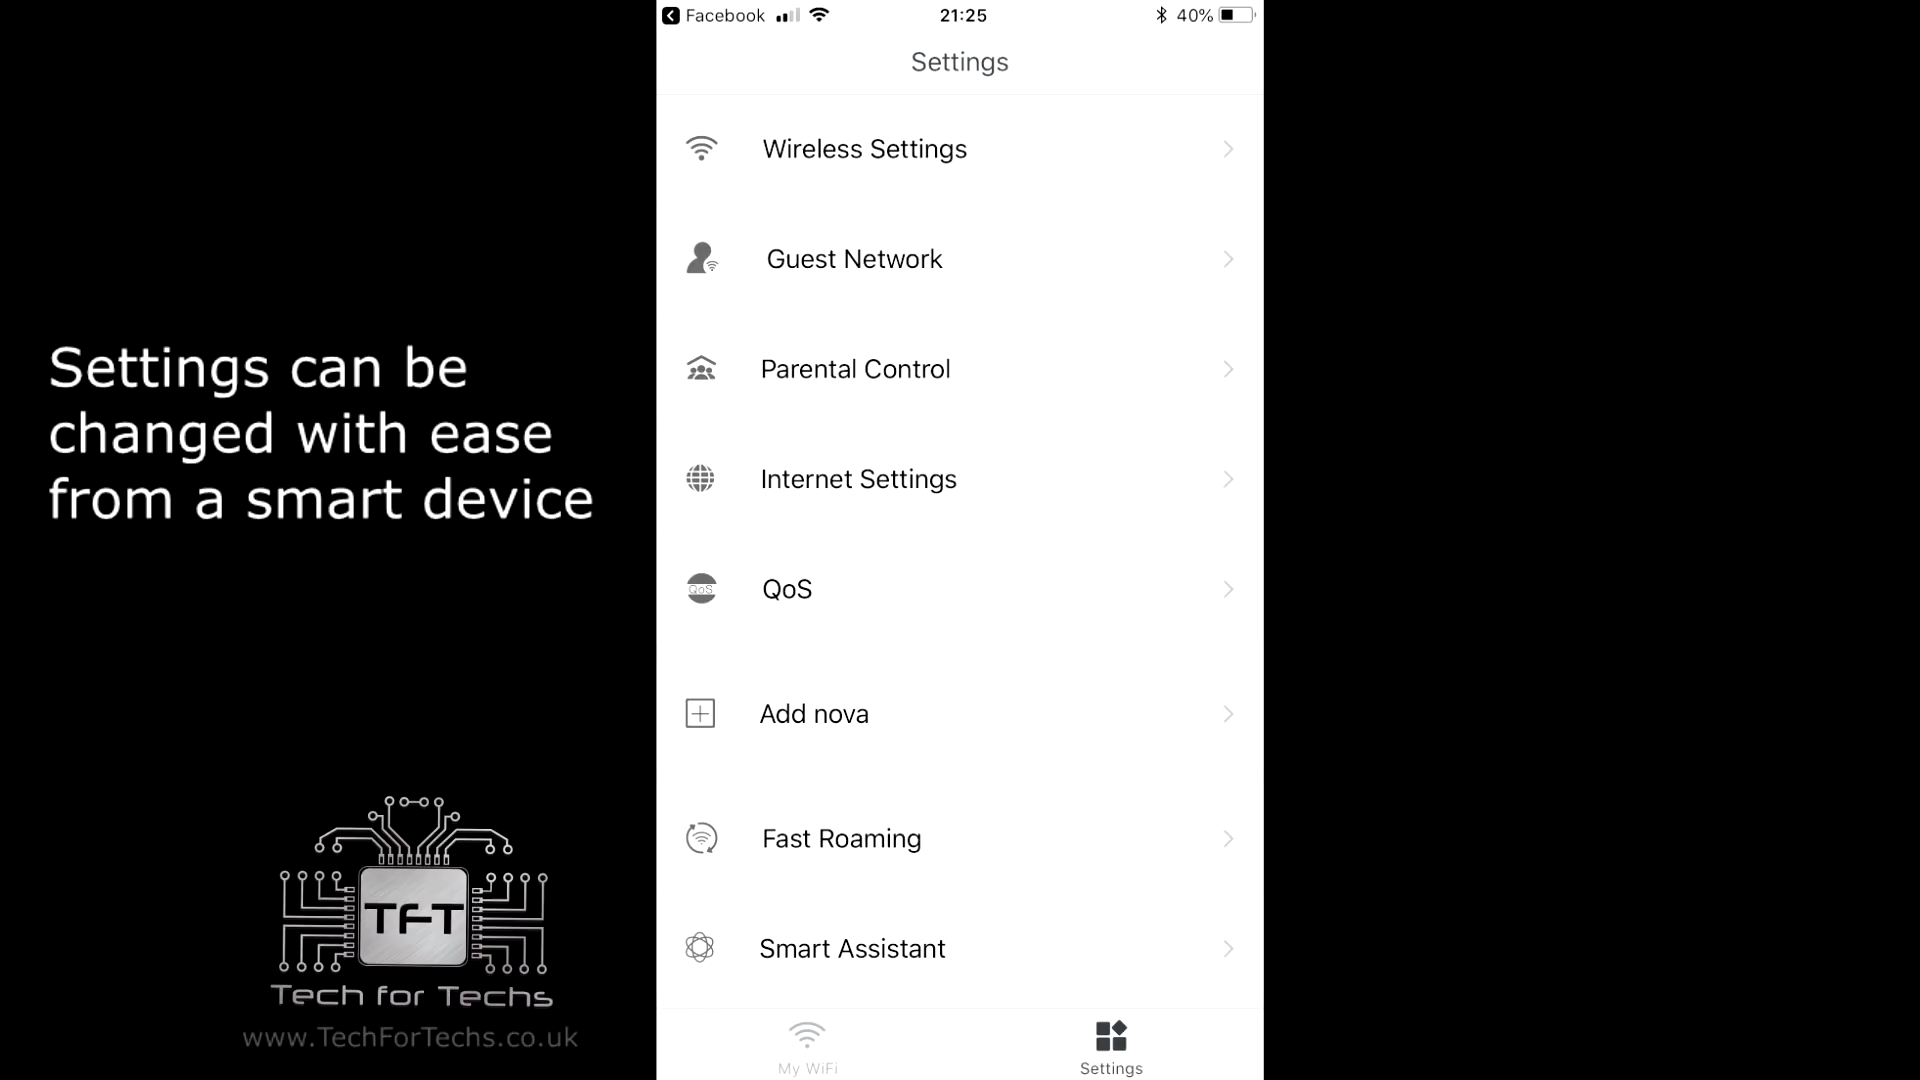 Facebook
21:25
40%
Settings
Wireless Settings
Guest Network
Parental Control
Internet Settings
QoS
QoS
Add nova
Fast Roaming
Smart Assistant
My WiFi
Settings
Settings can be
changed with ease
from a smart device
TFT
Tech for Techs
www.TechForTechs.co.uk